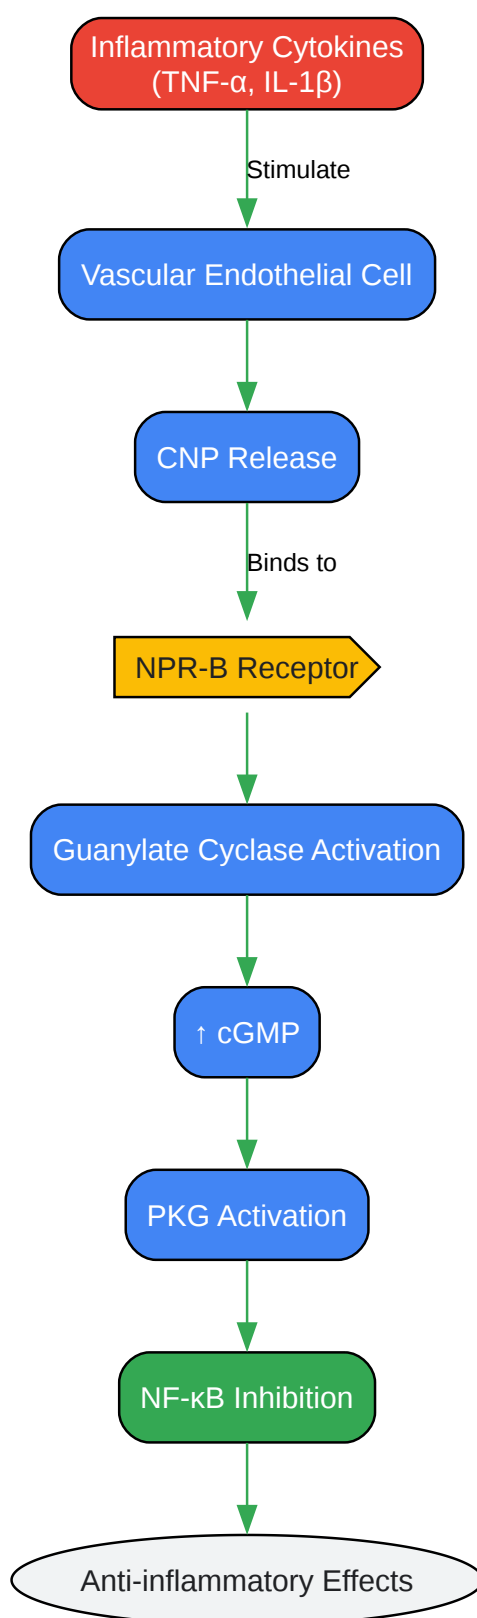 Inflammatory Cytokines
(TNF-α, IL-1β)
Stimulate
Vascular Endothelial Cell
CNP Release
Binds to
NPR-B Receptor
Guanylate Cyclase Activation
↑ cGMP
PKG Activation
NF-κB Inhibition
Anti-inflammatory Effects